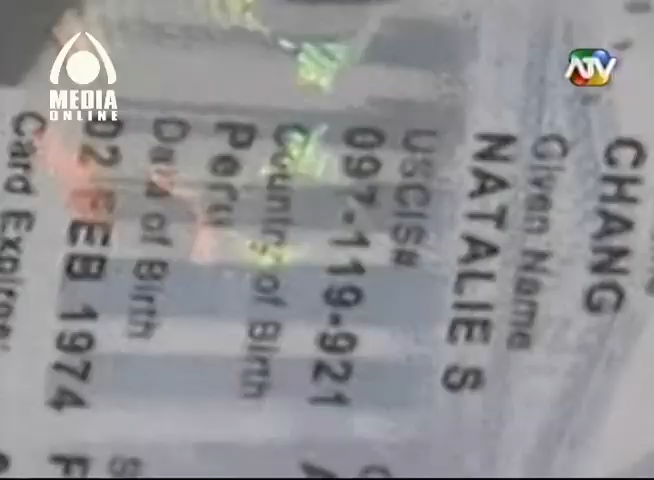 MEDIA
ONLINE
ATV
CHANG
Given Name
NATALIE S
USCIS#
097-119-921
Country of Birth
Peru
Date of Birth
02 FEB 1974 F
Card Expires: